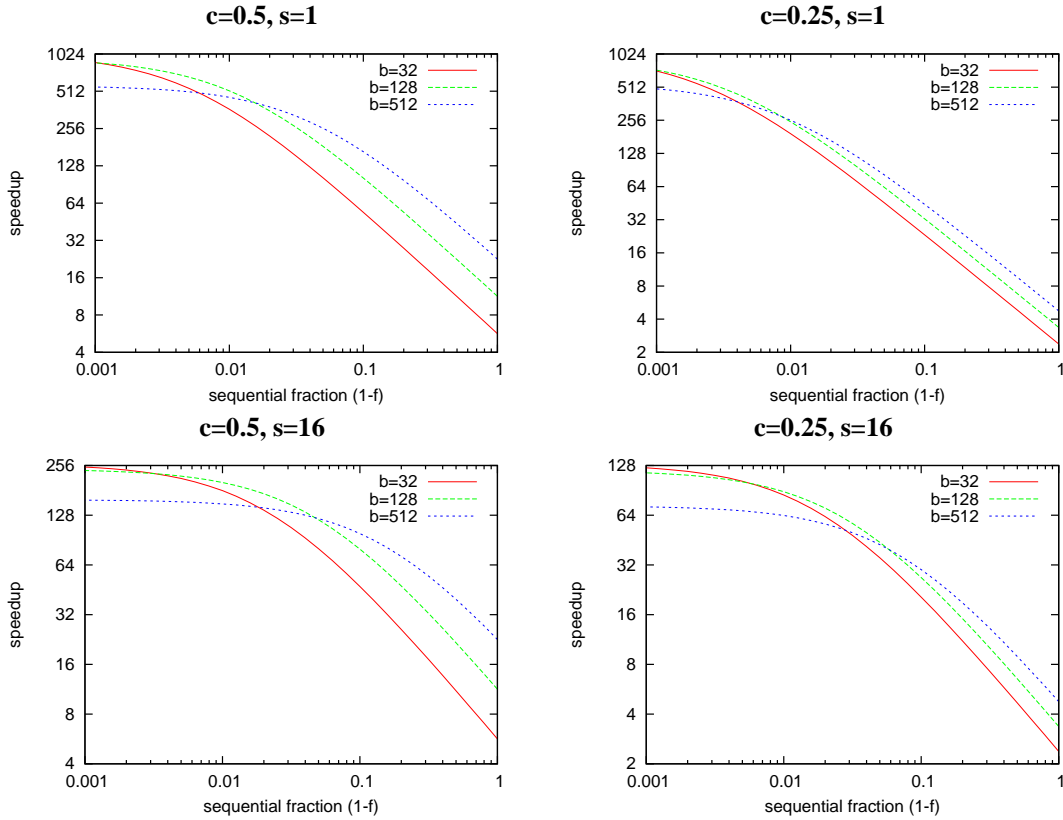 c=0.5, s=1
1024
512
256
128
64
32
16
8
4
0.001
0.01
0.1
1
speedup
sequential fraction (1-f)
b=32
b=128
b=512
c=0.25, s=1
1024
512
256
128
64
32
16
8
4
2
0.001
0.01
0.1
1
speedup
sequential fraction (1-f)
b=32
b=128
b=512
c=0.5, s=16
256
128
64
32
16
8
4
0.001
0.01
0.1
1
speedup
sequential fraction (1-f)
b=32
b=128
b=512
c=0.25, s=16
128
64
32
16
8
4
2
0.001
0.01
0.1
1
speedup
sequential fraction (1-f)
b=32
b=128
b=512